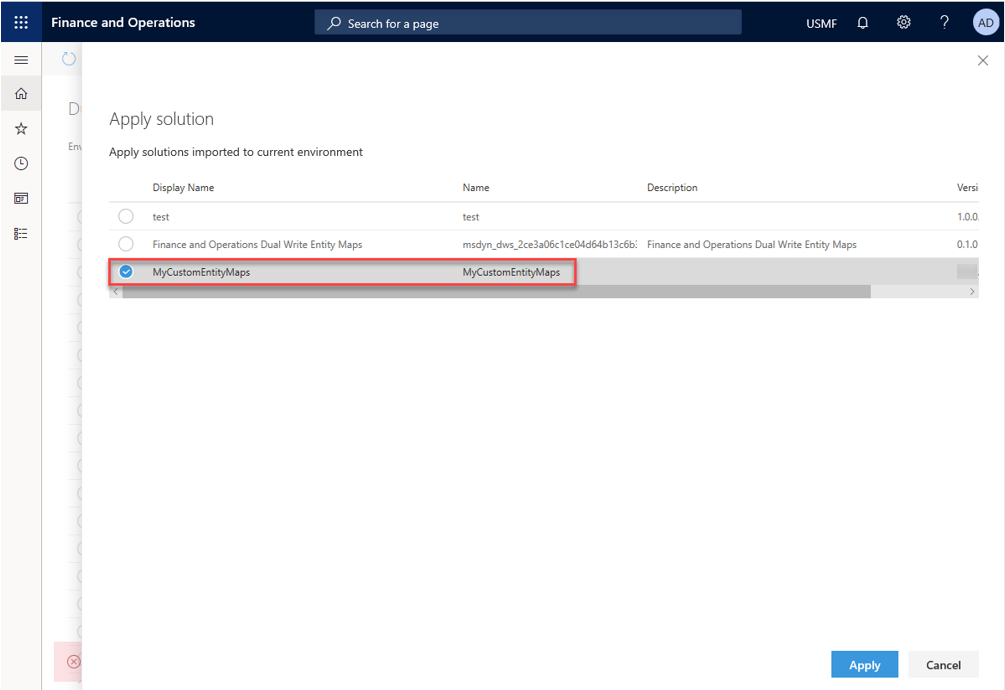 Finance and Operations
Search for a page
USMF
?
AD
Apply solution
Apply solutions imported to current environment
Display Name Name Description Versi
test test 1.0.0.
Finance and Operations Dual Write Entity Maps msdyn_dws_2ce3a06c1ce04d64b13c6b Finance and Operations Dual Write Entity Maps 0.1.0
MyCustomEntityMaps MyCustomEntityMaps
Apply Cancel